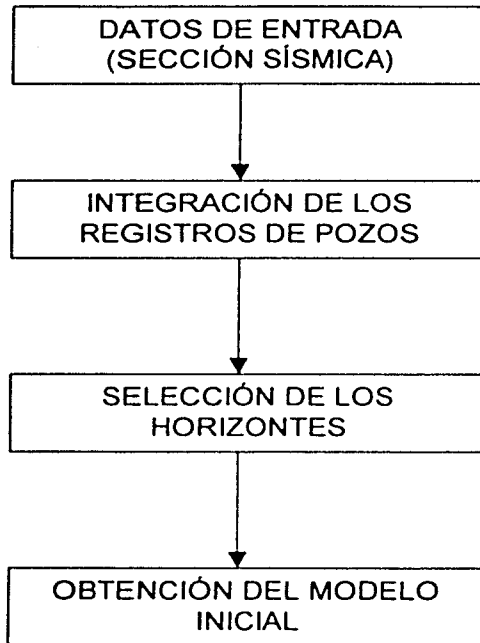 DATOS DE ENTRADA
(SECCIÓN SÍSMICA)
INTEGRACIÓN DE LOS
REGISTROS DE POZOS
SELECCIÓN DE LOS
HORIZONTES
OBTENCIÓN DEL MODELO
INICIAL